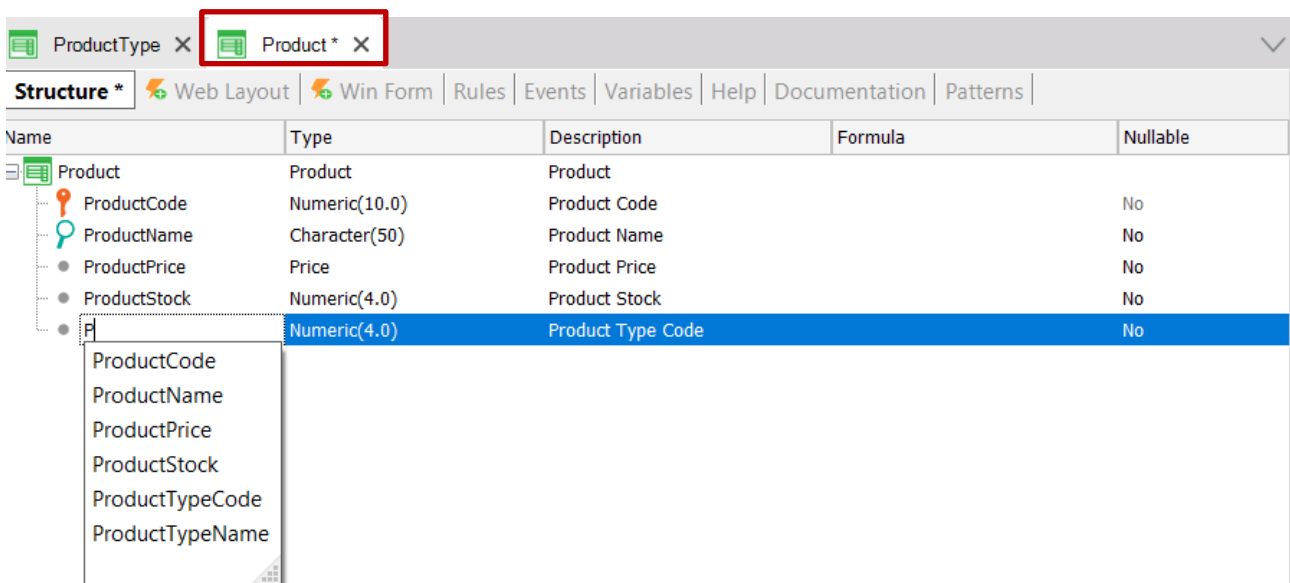 ProductType Product *
Structure * Web Layout Win Form Rules Events Variables Help Documentation Patterns
Name Type Description Formula Nullable
Product Product Product
ProductCode Numeric(10.0) Product Code No
ProductName Character(50) Product Name No
ProductPrice Price Product Price No
ProductStock Numeric(4.0) Product Stock No
P Numeric(4.0) Product Type Code No
ProductCode
ProductName
ProductPrice
ProductStock
ProductTypeCode
ProductTypeName